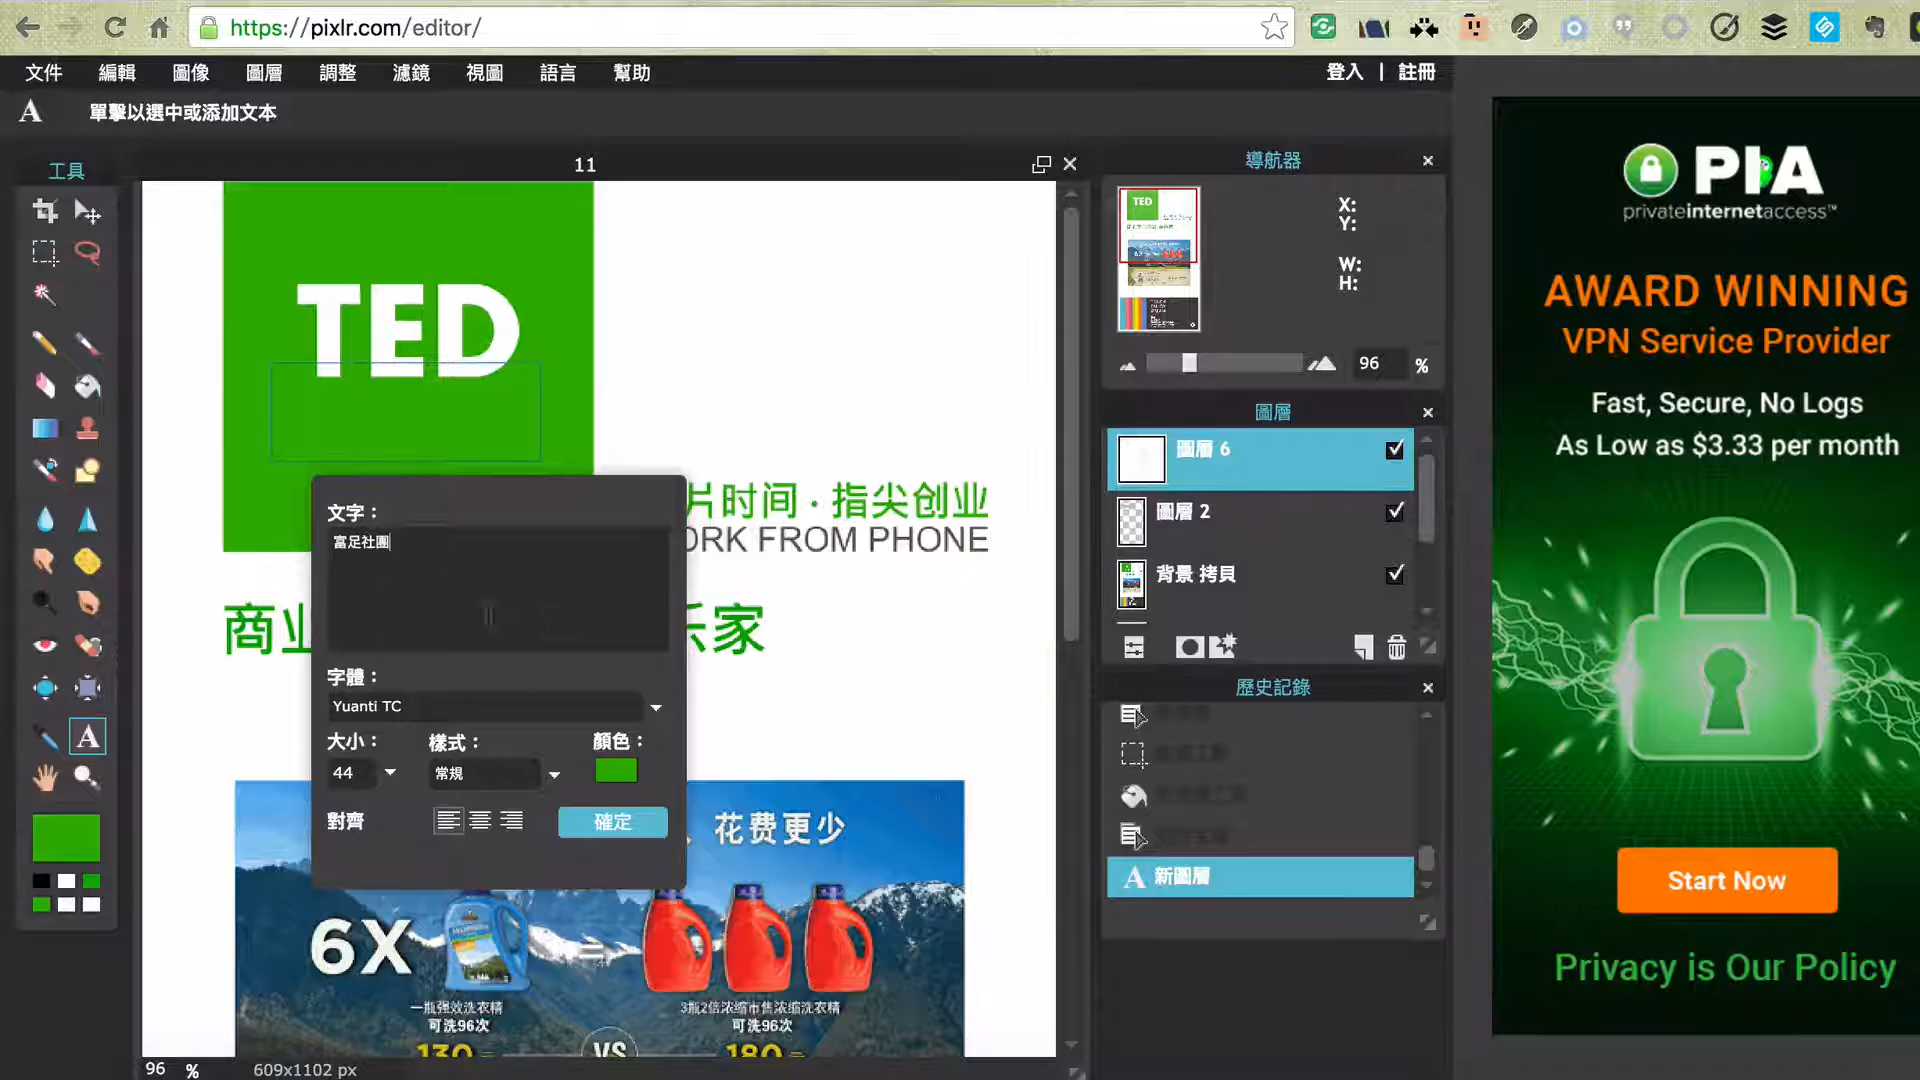 https://pixlr.com/editor/
文件 編輯 圖像 圖層 調整 濾鏡 視圖 語言 幫助
登入 | 註冊
A 單擊以選中或添加文本
工具
11
TED
片时间 · 指尖创业
ORK FROM PHONE
商业
乐家
文字：
富足社團
字體：
Yuanti TC
大小：
樣式：
顏色：
44
常規
對齊
確定
花费更少
6X
=
一瓶强效洗衣精
可洗96次
130
VS
3瓶2倍浓缩市售浓缩洗衣精
可洗96次
180
96 %
609x1102 px
導航器
TED
X:
Y:
W:
H:
96 %
圖層
圖層 6
圖層 2
背景 拷貝
歷史記錄
A 新圖層
PIA
privateinternetaccess™
AWARD WINNING
VPN Service Provider
Fast, Secure, No Logs
As Low as $3.33 per month
Start Now
Privacy is Our Policy